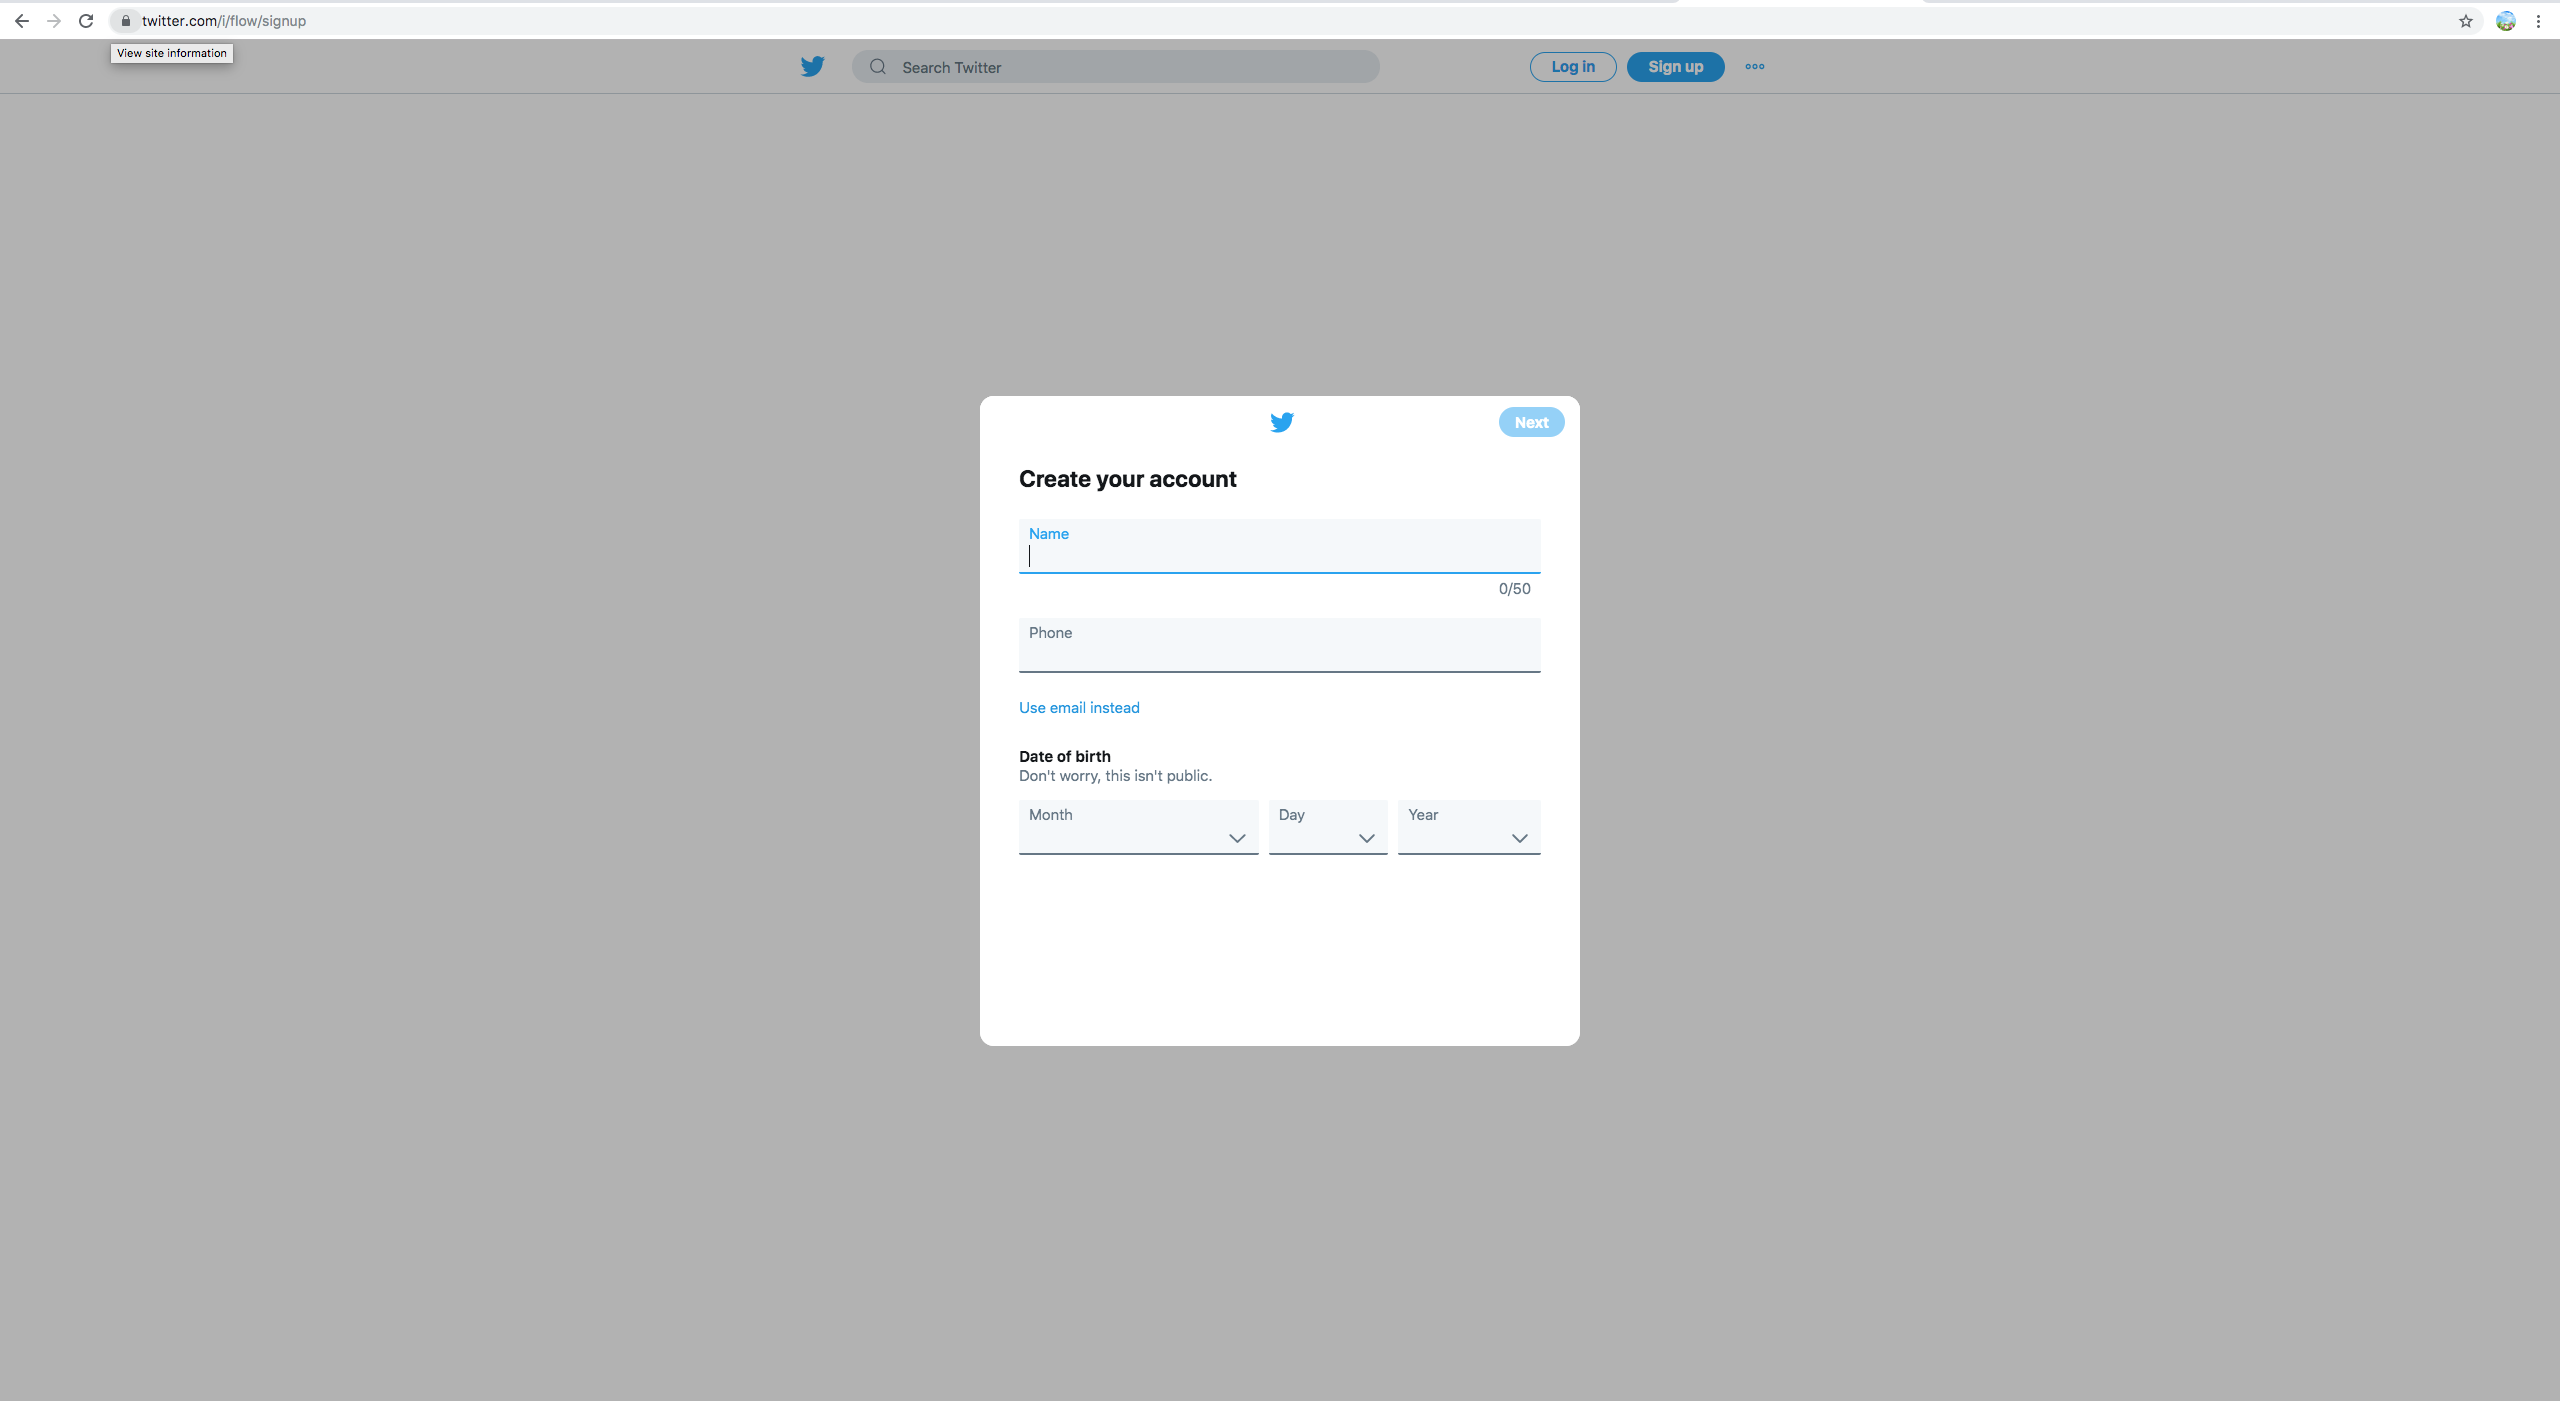 twitter.com/i/flow/signup
View site information
Search Twitter
Log in
Sign up
Next
Create your account
Name
0/50
Phone
Use email instead
Date of birth
Don't worry, this isn't public.
Month
Day
Year